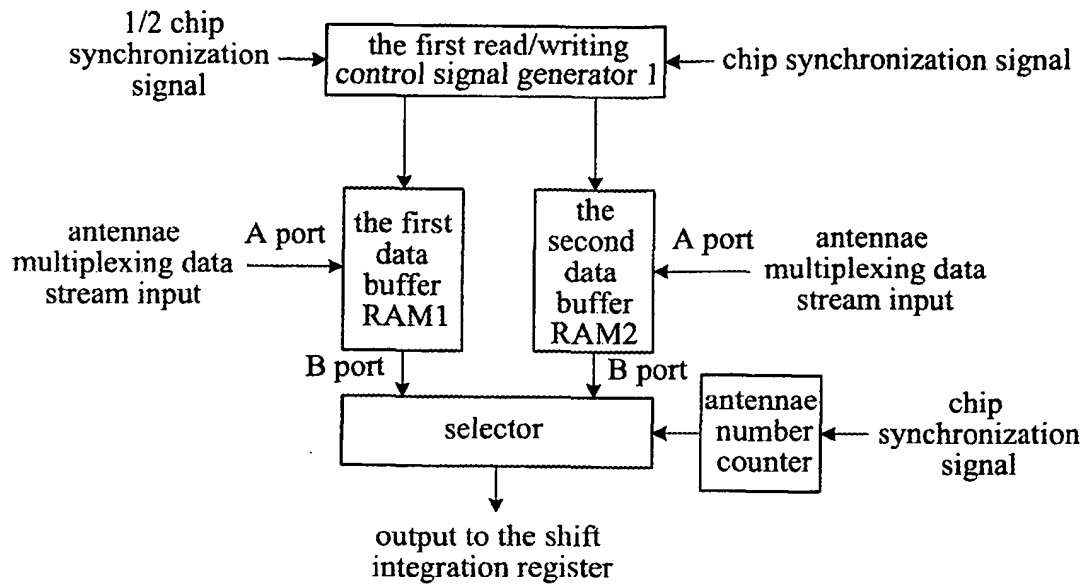 1/2 chip
synchronization
signal
the first read/writing
control signal generator 1
chip synchronization signal
antennae
multiplexing data
stream input
A port
the first
data
buffer
RAM1
the
second
data
buffer
RAM2
A port
antennae
multiplexing data
stream input
B port
B port
selector
antennae
number
counter
chip
synchronization
signal
output to the shift
integration register